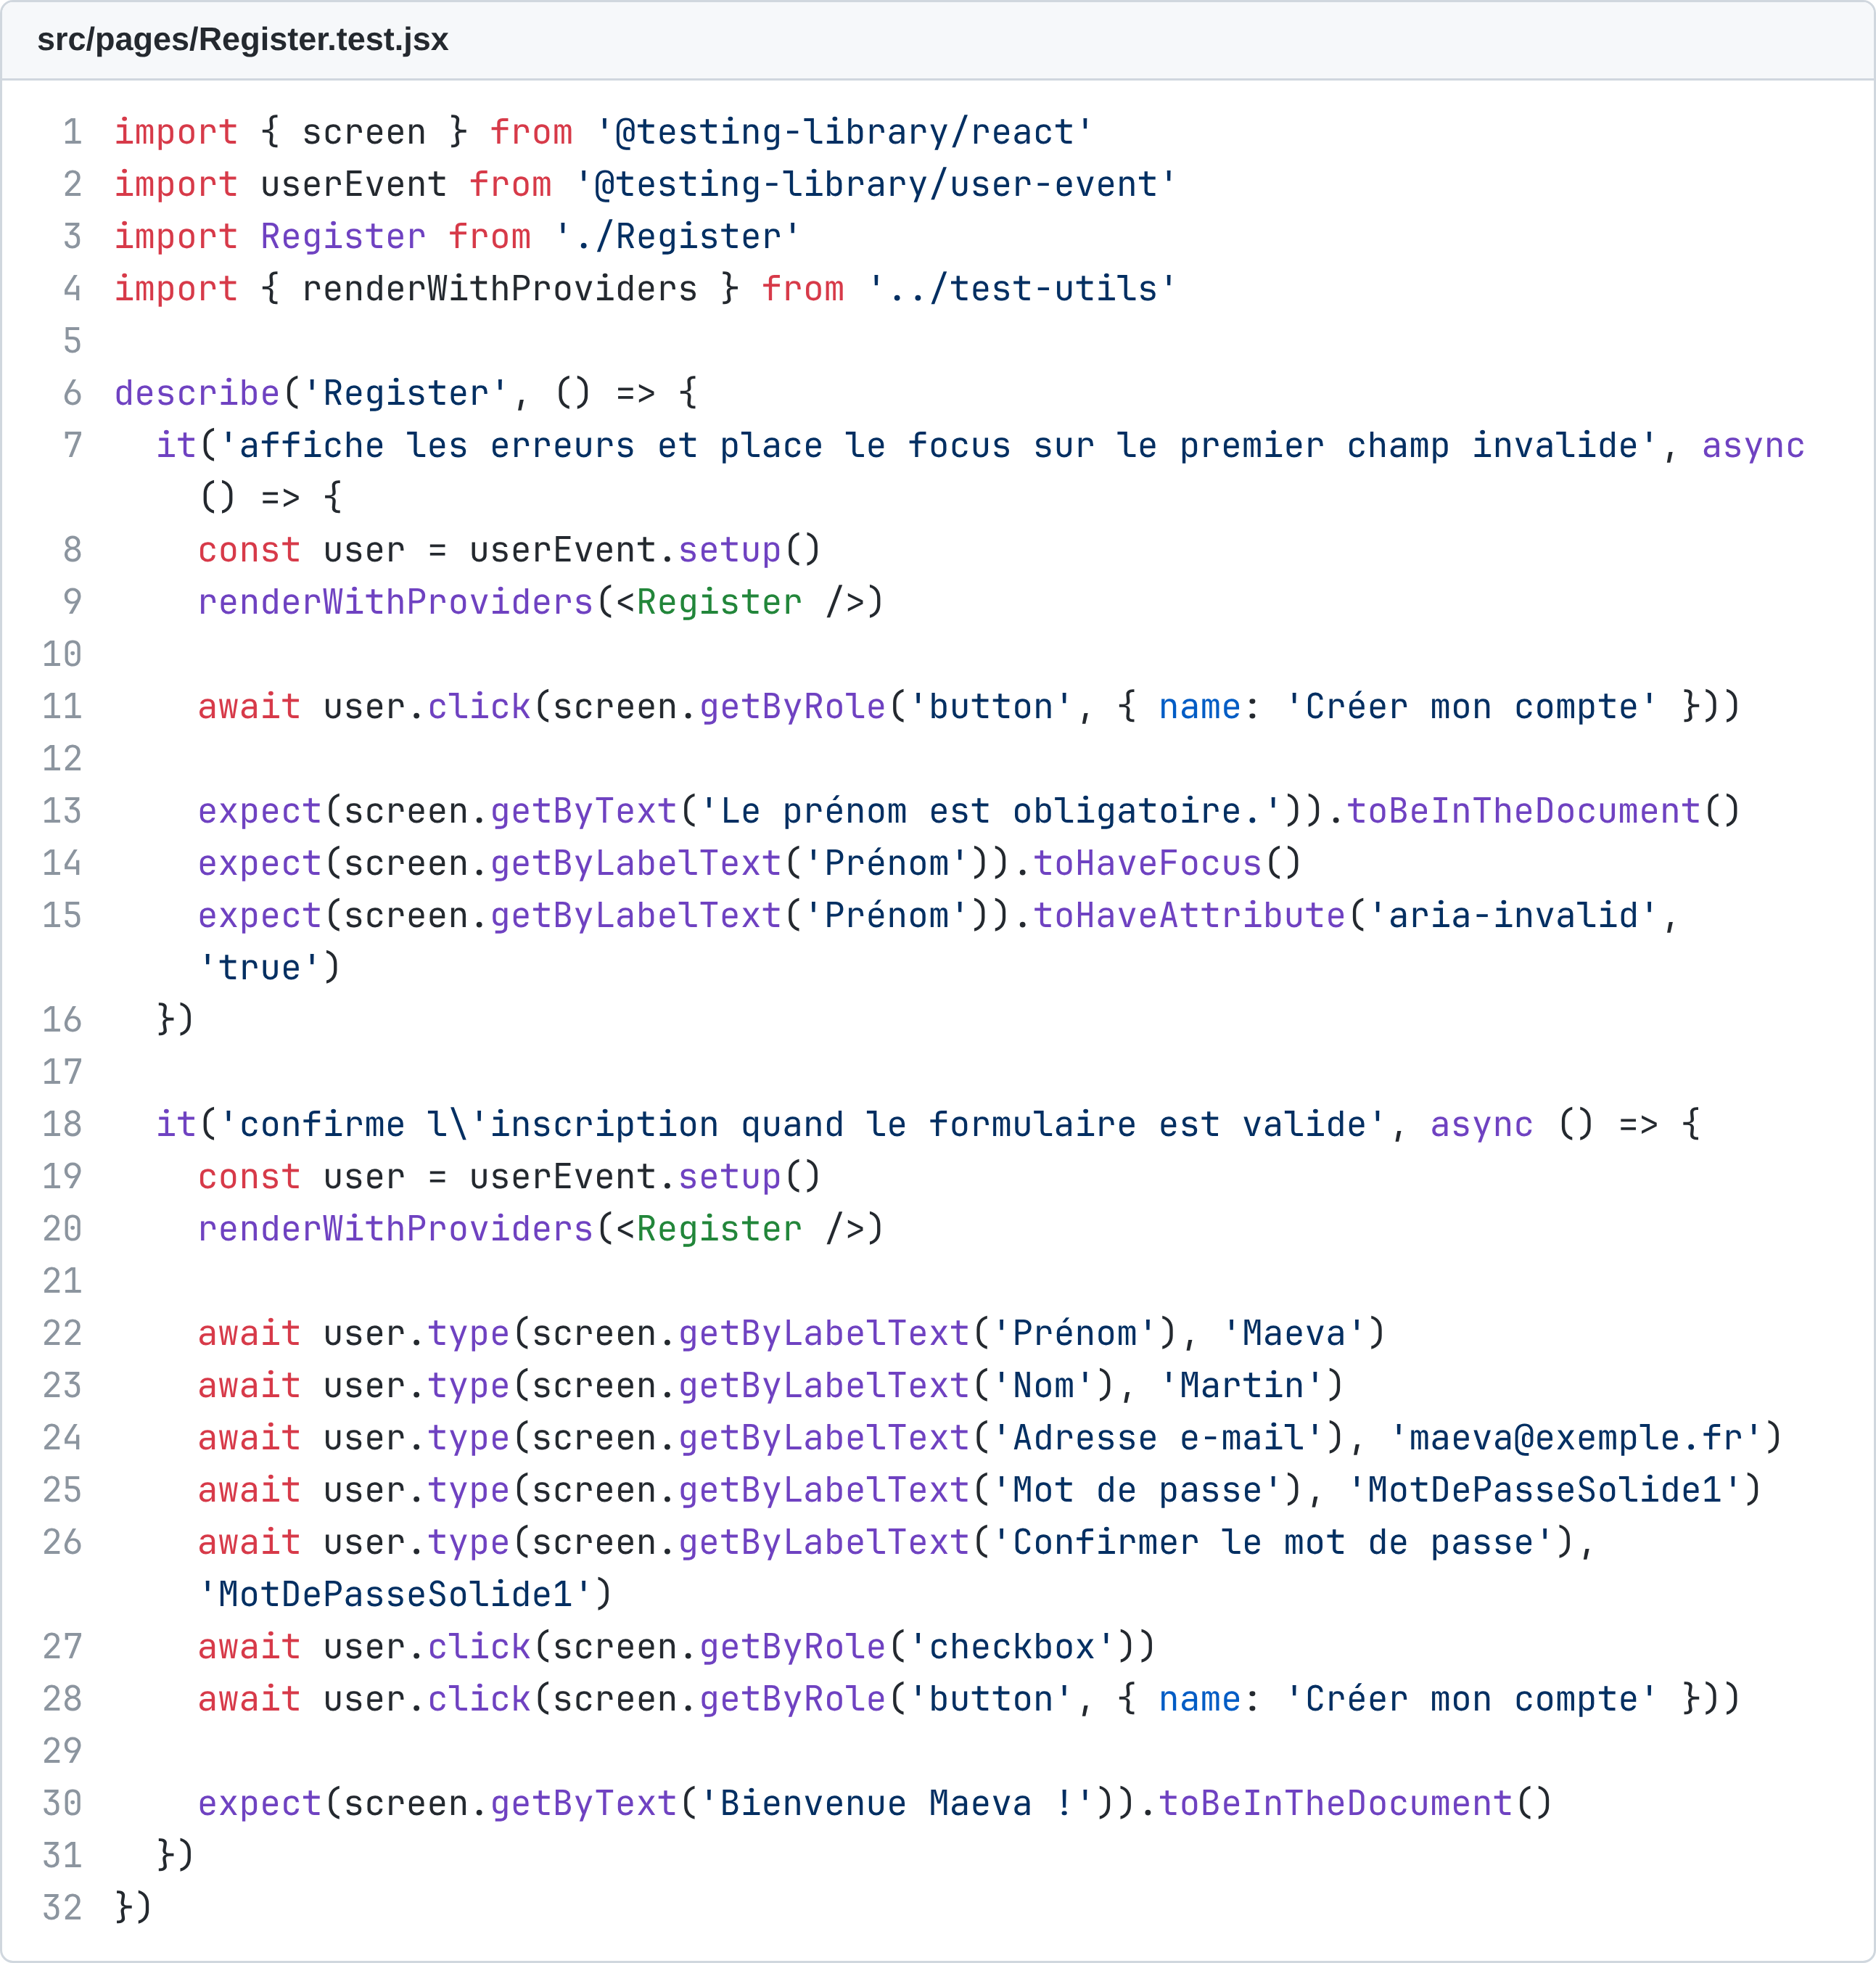 src/pages/Register.test.jsx
1 import { screen } from '@testing-library/react'
2 import userEvent from '@testing-library/user-event'
3 import Register from './Register'
4 import { renderWithProviders } from '../test-utils'
5
6 describe('Register', () => {
7   it('affiche les erreurs et place le focus sur le premier champ invalide', async
() => {
8     const user = userEvent.setup()
9     renderWithProviders(<Register />)
10
11     await user.click(screen.getByRole('button', { name: 'Créer mon compte' }))
12
13     expect(screen.getByText('Le prénom est obligatoire.')).toBeInTheDocument()
14     expect(screen.getByLabelText('Prénom')).toHaveFocus()
15     expect(screen.getByLabelText('Prénom')).toHaveAttribute('aria-invalid',
'true')
16   })
17
18   it('confirme l\'inscription quand le formulaire est valide', async () => {
19     const user = userEvent.setup()
20     renderWithProviders(<Register />)
21
22     await user.type(screen.getByLabelText('Prénom'), 'Maeva')
23     await user.type(screen.getByLabelText('Nom'), 'Martin')
24     await user.type(screen.getByLabelText('Adresse e-mail'), 'maeva@exemple.fr')
25     await user.type(screen.getByLabelText('Mot de passe'), 'MotDePasseSolide1')
26     await user.type(screen.getByLabelText('Confirmer le mot de passe'),
'MotDePasseSolide1')
27     await user.click(screen.getByRole('checkbox'))
28     await user.click(screen.getByRole('button', { name: 'Créer mon compte' }))
29
30     expect(screen.getByText('Bienvenue Maeva !')).toBeInTheDocument()
31   })
32 })